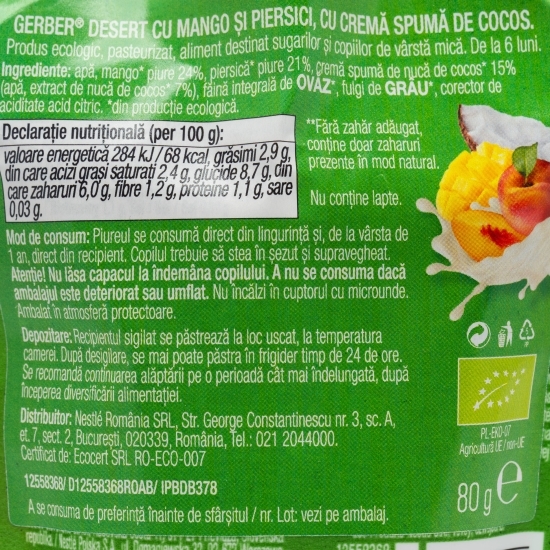 GERBER® DESERT CU MANGO ȘI PIERSICI, CU CREMĂ SPUMĂ DE COCOS.
Produs ecologic, pasteurizat, aliment destinat sugarilor și copiilor de vârstă mică. De la 6 luni.
Ingrediente: apă, mango* piure 24%, piersică* piure 21%, cremă spumă de nucă de cocos* 15%
(apă, extract de nucă de cocos* 7%), făină integrală de OVĂZ*, fulgi de GRÂU*, corector de
aciditate acid citric. *din producție ecologică.
Declarație nutrițională (per 100 g):
valoare energetică 284 kJ / 68 kcal, grăsimi 2,9 g,
din care acizi grași saturați 2,4 g, glucide 8,7 g, din
care zaharuri** 6,0 g, fibre 1,2 g, proteine 1,1 g, sare
0,03 g.
**Fără zahăr adăugat,
conține doar zaharuri
prezente în mod natural.
Nu conține lapte.
Mod de consum: Piureul se consumă direct din lingurință și, de la vârsta de
1 an, direct din recipient. Copilul trebuie să stea în șezut și supravegheat.
Atenție! Nu lăsa capacul la îndemâna copilului. A nu se consuma dacă
ambalajul este deteriorat sau umflat. Nu încălzi în cuptorul cu microunde.
Ambalat în atmosferă protectoare.
Depozitare: Recipientul sigilat se păstrează la loc uscat, la temperatura
camerei. După desigilare, se mai poate păstra în frigider timp de 24 de ore.
Se recomandă continuarea alăptării pe o perioadă cât mai îndelungată, după
începerea diversificării alimentației.
Distribuitor: Nestlé România SRL, Str. George Constantinescu nr. 3, sc. A,
et. 7, sect. 2, București, 020339, România, Tel.: 021 2044000.
Certificat de: Ecocert SRL RO-ECO-007
PL-EKO-07
Agricultură UE / non-UE
12558368/ D12558368ROAB/ IPBDB378
80 g e
A se consuma de preferință înainte de sfârșitul / nr. Lot: vezi pe ambalaj.